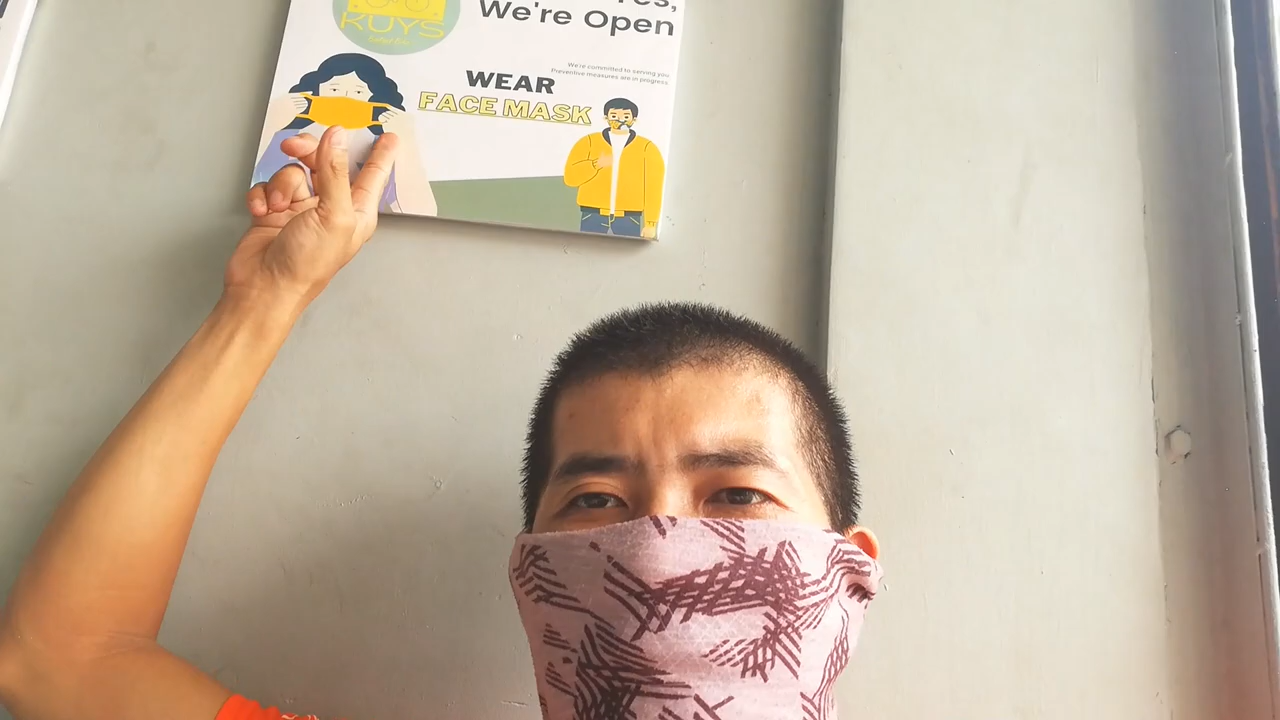 KUYS
We're Open
We're committed to serving you
Preventive measures are in progress
WEAR
FACE MASK